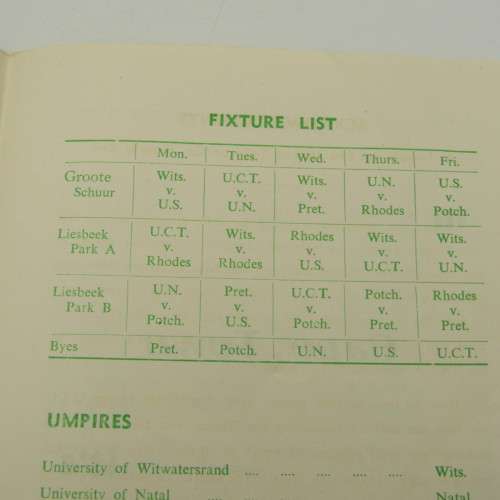 FIXTURE LIST
Mon. Tues. Wed. Thurs. Fri.
Groote Wits. U.C.T. Wits. U.N. U.S.
Schuur v. v. v. v. v.
U.S. U.N. Pret. Rhodes Potch.
Liesbeek U.C.T. Wits. Rhodes Wits. Wits.
Park A v. v. v. v. v.
Rhodes Rhodes U.S. U.C.T. U.N.
Liesbeek U.N. Pret. U.C.T. Potch. Rhodes
Park B v. v. v. v. v.
Potch. U.S. Potch. Pret. Pret.
Byes Pret. Potch. U.N. U.S. U.C.T.
UMPIRES
University of Witwatersrand .... .... .... .... Wits.
University of Natal .... .... .... .... Natal